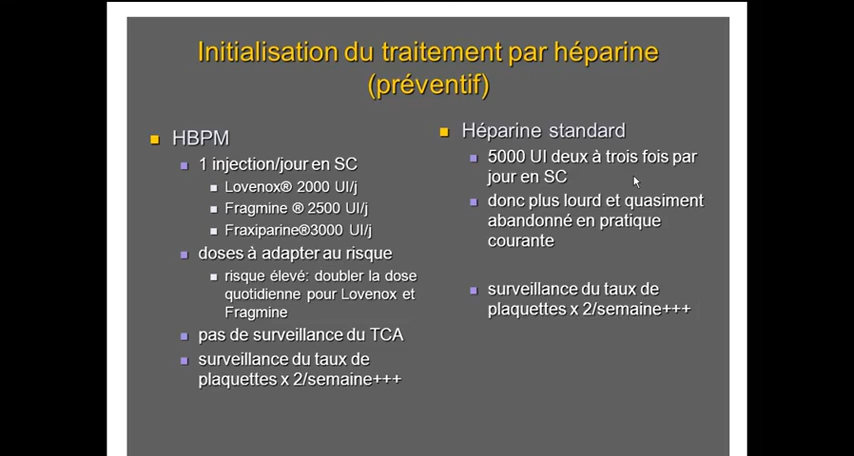 Initialisation du traitement par héparine
(préventif)
HBPM
1 injection/jour en SC
Lovenox® 2000 UI/j
Fragmine ® 2500 UI/j
Fraxiparine®3000 UI/j
doses à adapter au risque
risque élevé: doubler la dose
quotidienne pour Lovenox et
Fragmine
pas de surveillance du TCA
surveillance du taux de
plaquettes x 2/semaine+++
Héparine standard
5000 UI deux à trois fois par
jour en SC
donc plus lourd et quasiment
abandonné en pratique
courante
surveillance du taux de
plaquettes x 2/semaine+++